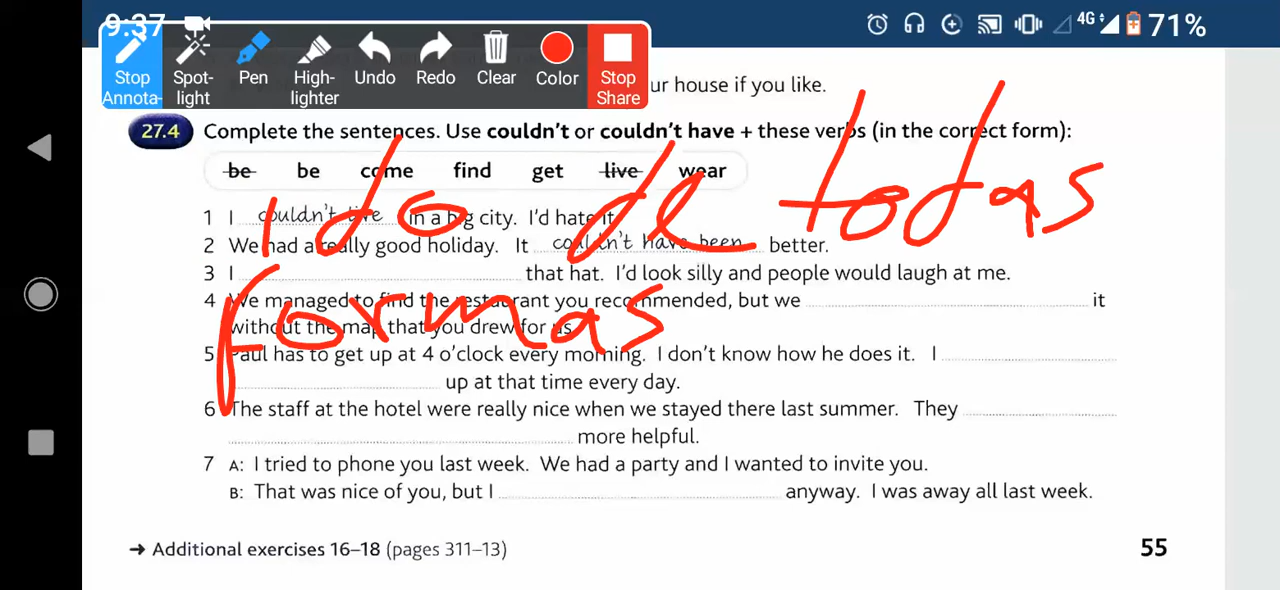 9:37
4G 71%
Stop Annota- Spot-light Pen High-lighter Undo Redo Clear Color Stop Share
ur house if you like.
27.4 Complete the sentences. Use couldn't or couldn't have + these verbs (in the correct form):
be be come find get live wear
1 I couldn't live in a big city. I'd hate it.
2 We had a really good holiday. It couldn't have been better.
3 I that hat. I'd look silly and people would laugh at me.
4 We managed to find the restaurant you recommended, but we it
without the map that you drew for us.
5 Paul has to get up at 4 o'clock every morning. I don't know how he does it. I
up at that time every day.
6 The staff at the hotel were really nice when we stayed there last summer. They
more helpful.
7 A: I tried to phone you last week. We had a party and I wanted to invite you.
B: That was nice of you, but I anyway. I was away all last week.
→ Additional exercises 16–18 (pages 311–13) 55
ido de todas
formas